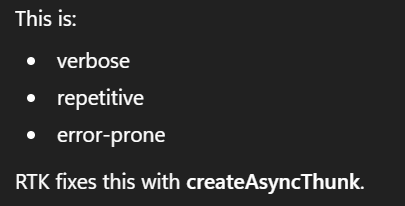 This is:
• verbose
• repetitive
• error-prone
RTK fixes this with createAsyncThunk.